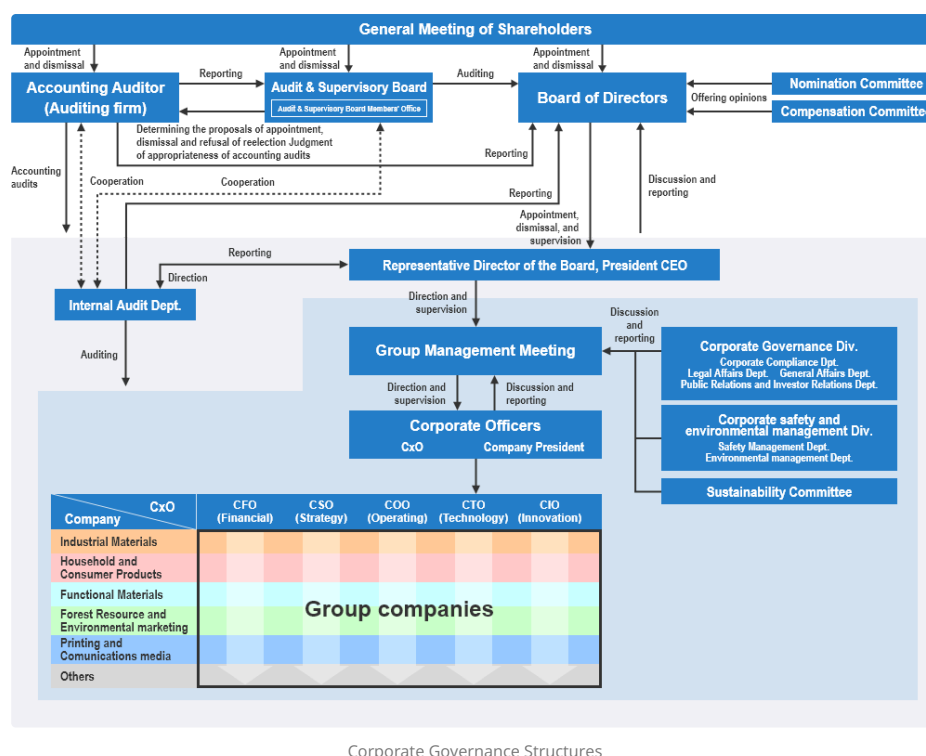 General Meeting of Shareholders
Appointment
and dismissal
Appointment
and dismissal
Appointment
and dismissal
Accounting Auditor
(Auditing firm)
Reporting
Audit & Supervisory Board
Audit & Supervisory Board Members' Office
Auditing
Board of Directors
Offering opinions
Nomination Committee
Compensation Committe
Determining the proposals of appointment,
dismissal and refusal of reelection Judgment
of appropriateness of accounting audits
Reporting
Accounting
audits
Cooperation
Cooperation
Reporting
Discussion and
reporting
Appointment,
dismissal, and
supervision
Reporting
Direction
Representative Director of the Board, President CEO
Internal Audit Dept.
Direction and
supervision
Discussion
and
reporting
Auditing
Group Management Meeting
Corporate Governance Div.
Corporate Compliance Dpt.
Legal Affairs Dept. General Affairs Dept.
Public Relations and Investor Relations Dept.
Direction and
supervision
Discussion and
reporting
Corporate Officers
CxO Company President
Corporate safety and
environmental management Div.
Safety Management Dept.
Environmental management Dept.
Sustainability Committee
CxO
Company
CFO
(Financial)
CSO
(Strategy)
COO
(Operating)
CTO
(Technology)
CIO
(Innovation)
Industrial Materials
Household and
Consumer Products
Functional Materials
Group companies
Forest Resource and
Environmental marketing
Printing and
Comunications media
Others
Corporate Governance Structures